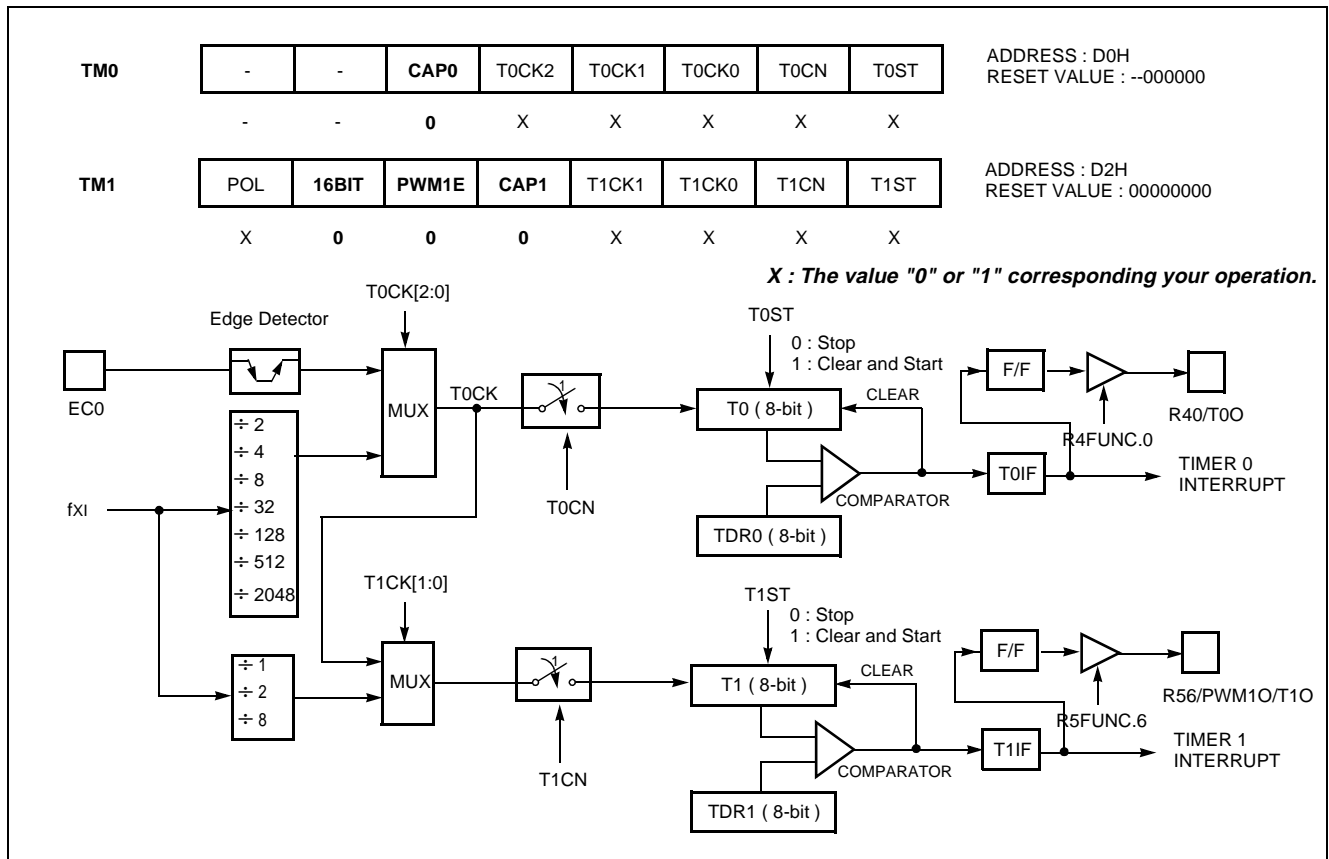 TM0 - - CAP0 T0CK2 T0CK1 T0CK0 T0CN T0ST
ADDRESS : D0H
RESET VALUE : --000000
- - 0 X X X X X
TM1 POL 16BIT PWM1E CAP1 T1CK1 T1CK0 T1CN T1ST
ADDRESS : D2H
RESET VALUE : 00000000
X 0 0 0 X X X X
X : The value "0" or "1" corresponding your operation.
T0CK[2:0]
Edge Detector
EC0
MUX
T0CK
1
T0CN
T0ST
0 : Stop
1 : Clear and Start
T0 ( 8-bit )
CLEAR
COMPARATOR
TDR0 ( 8-bit )
T0IF
F/F
R4FUNC.0
R40/T0O
TIMER 0
INTERRUPT
fXI
÷ 2
÷ 4
÷ 8
÷ 32
÷ 128
÷ 512
÷ 2048
T1CK[1:0]
÷ 1
÷ 2
÷ 8
MUX
1
T1CN
T1ST
0 : Stop
1 : Clear and Start
T1 ( 8-bit )
CLEAR
COMPARATOR
TDR1 ( 8-bit )
T1IF
F/F
R5FUNC.6
R56/PWM1O/T1O
TIMER 1
INTERRUPT